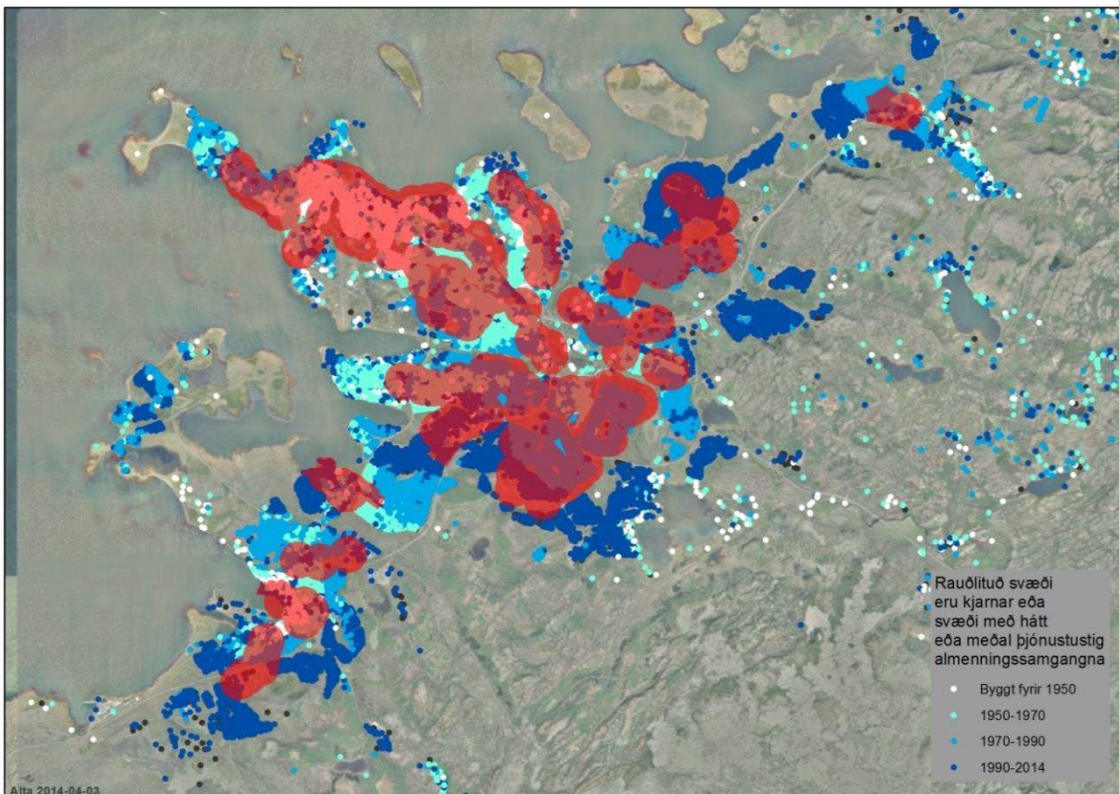 Rauðlituð svæði
eru kjarnar eða
svæði með hátt
eða meðal þjónustustig
almenningssamgangna
Byggt fyrir 1950
1950-1970
1970-1990
1990-2014
Alta 2014-04-03